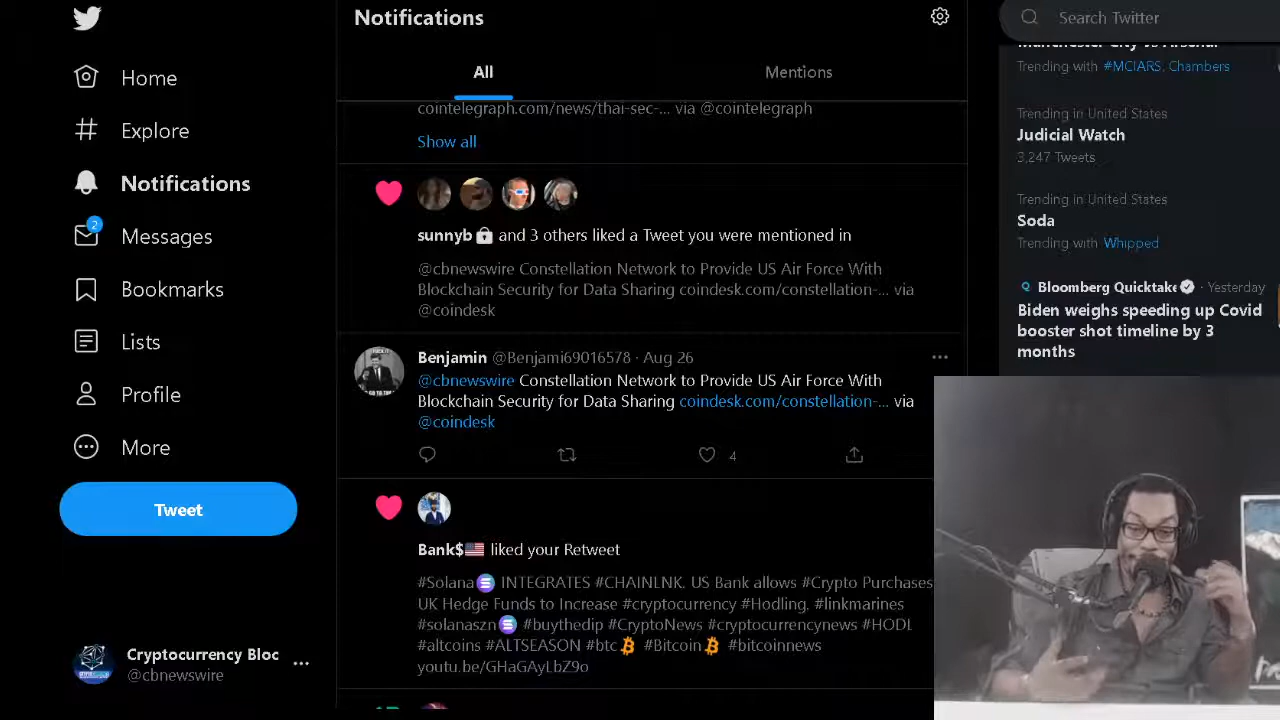 Notifications
Search Twitter
All
Mentions
Home
Explore
Notifications
2
Messages
Bookmarks
Lists
Profile
More
Tweet
Cryptocurrency Bloc
@cbnewswire
cointelegraph.com/news/thai-sec-... via @cointelegraph
Show all
sunnyb🔒 and 3 others liked a Tweet you were mentioned in
@cbnewswire Constellation Network to Provide US Air Force With
Blockchain Security for Data Sharing coindesk.com/constellation-... via
@coindesk
Benjamin @Benjami69016578 · Aug 26
@cbnewswire Constellation Network to Provide US Air Force With
Blockchain Security for Data Sharing coindesk.com/constellation-... via
@coindesk
4
Bank$🇺🇸 liked your Retweet
#Solana INTEGRATES #CHAINLNK. US Bank allows #Crypto Purchases
UK Hedge Funds to Increase #cryptocurrency #Hodling. #linkmarines
#solanaszn #buythedip #CryptoNews #cryptocurrencynews #HODL
#altcoins #ALTSEASON #btc #Bitcoin #bitcoinnews
youtu.be/GHaGAyLbZ9o
Manchester City vs Arsenal
Trending with #MCIARS, Chambers
Trending in United States
Judicial Watch
3,247 Tweets
Trending in United States
Soda
Trending with Whipped
Bloomberg Quicktake · Yesterday
Biden weighs speeding up Covid
booster shot timeline by 3
months